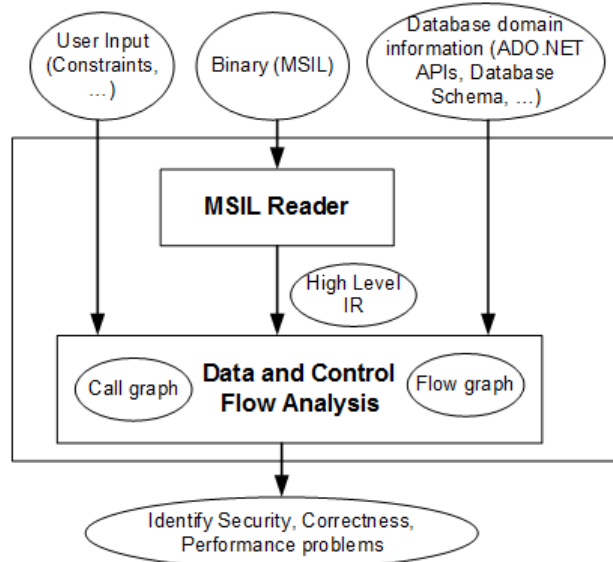 User Input
(Constraints,
…)
Binary (MSIL)
Database domain
information (ADO.NET
APIs, Database
Schema, …)
MSIL Reader
High Level
IR
Call graph
Data and Control
Flow Analysis
Flow graph
Identify Security, Correctness,
Performance problems